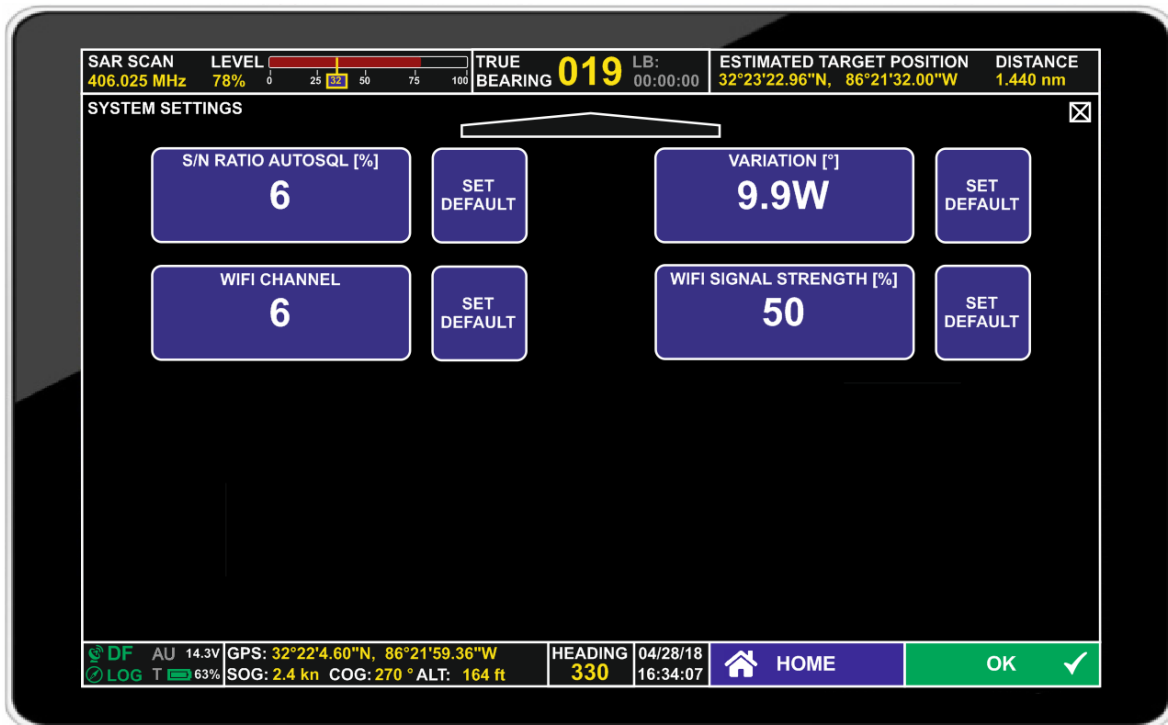 SAR SCAN LEVEL TRUE BEARING 019 LB: ESTIMATED TARGET POSITION DISTANCE
406.025 MHz 78% 0 25 32 50 75 100 00:00:00 32°23'22.96"N, 86°21'32.00"W 1.440 nm
SYSTEM SETTINGS
S/N RATIO AUTOSQL [%]
6
SET
DEFAULT
VARIATION [°]
9.9W
SET
DEFAULT
WIFI CHANNEL
6
SET
DEFAULT
WIFI SIGNAL STRENGTH [%]
50
SET
DEFAULT
DF AU 14.3V GPS: 32°22'4.60"N, 86°21'59.36"W HEADING 04/28/18 HOME OK
LOG T 63% SOG: 2.4 kn COG: 270 ° ALT: 164 ft 330 16:34:07